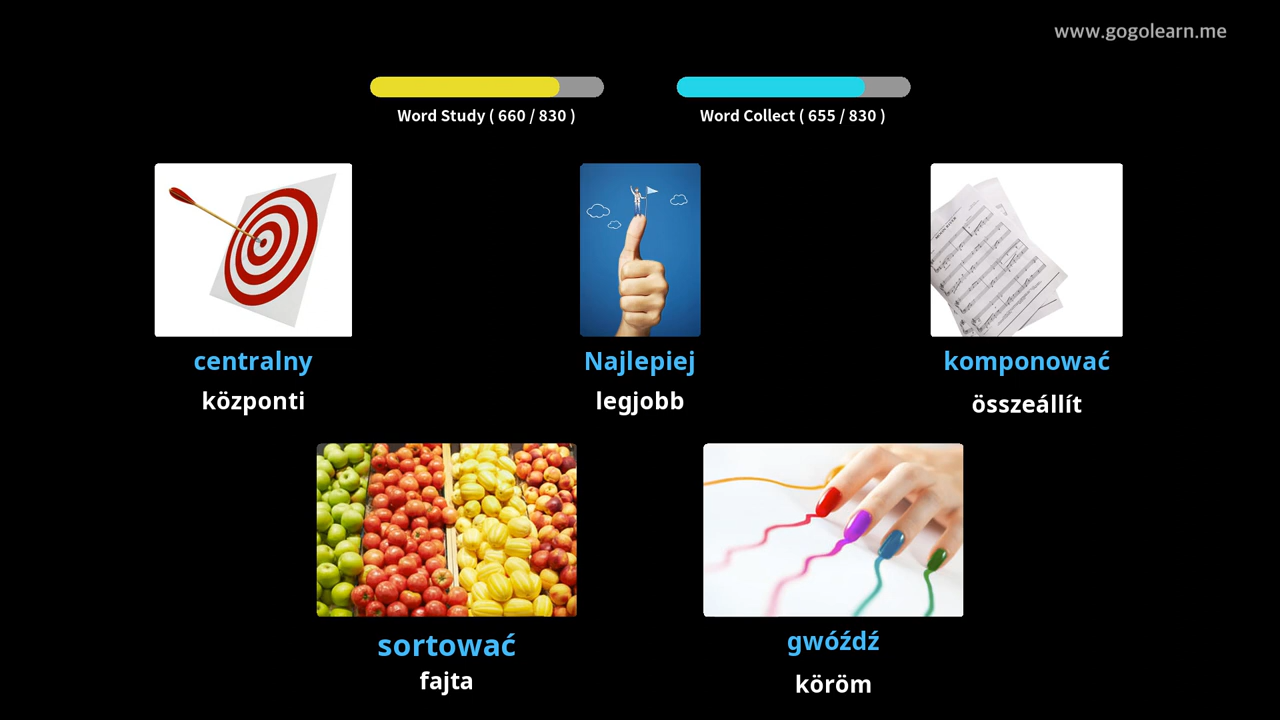 www.gogolearn.me
Word Study ( 660 / 830 )
Word Collect ( 655 / 830 )
centralny
Najlepiej
komponować
központi
legjobb
összeállít
sortować
gwóźdź
fajta
köröm